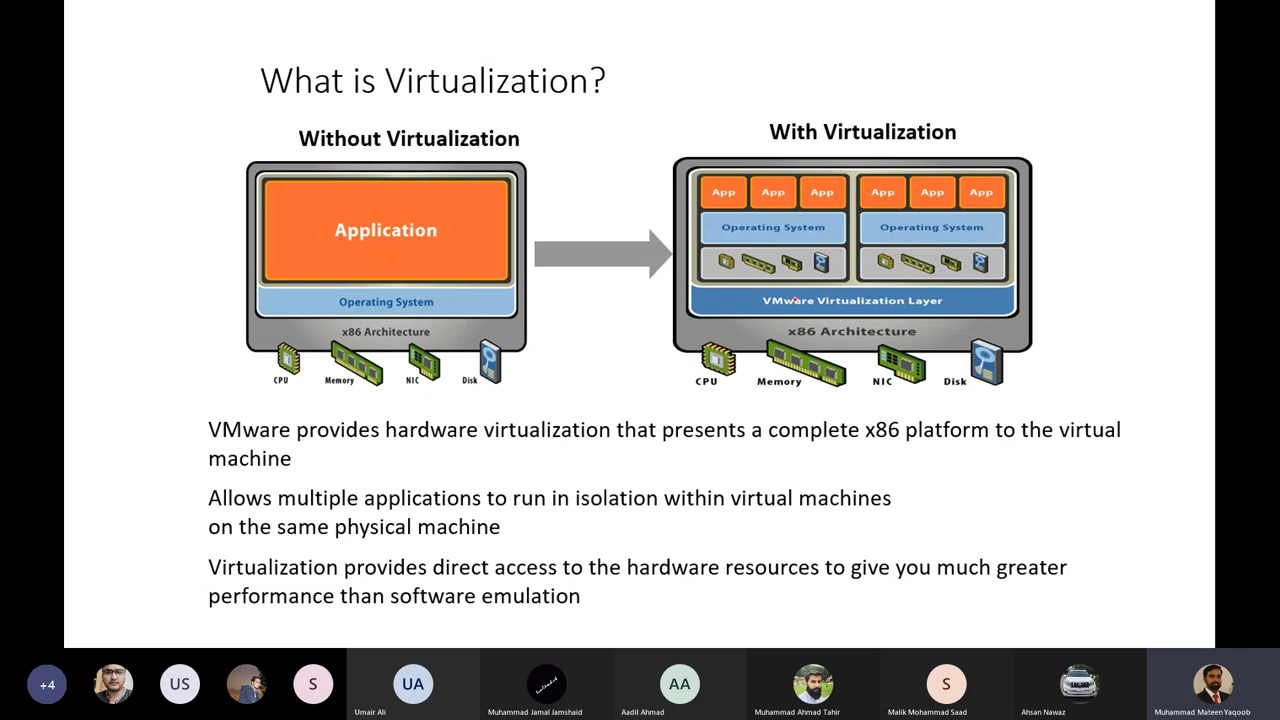 What is Virtualization?
Without Virtualization
With Virtualization
Application
Operating System
x86 Architecture
CPU
Memory
NIC
Disk
App
App
App
App
App
App
Operating System
Operating System
VMware Virtualization Layer
x86 Architecture
CPU
Memory
NIC
Disk
VMware provides hardware virtualization that presents a complete x86 platform to the virtual
machine
Allows multiple applications to run in isolation within virtual machines
on the same physical machine
Virtualization provides direct access to the hardware resources to give you much greater
performance than software emulation
+4
US
S
UA
AA
S
Umair Ali
Muhammad Jamal Jamshaid
Aadil Ahmad
Muhammad Ahmad Tahir
Malik Mohammad Saad
Ahsan Nawaz
Muhammad Mateen Yaqoob